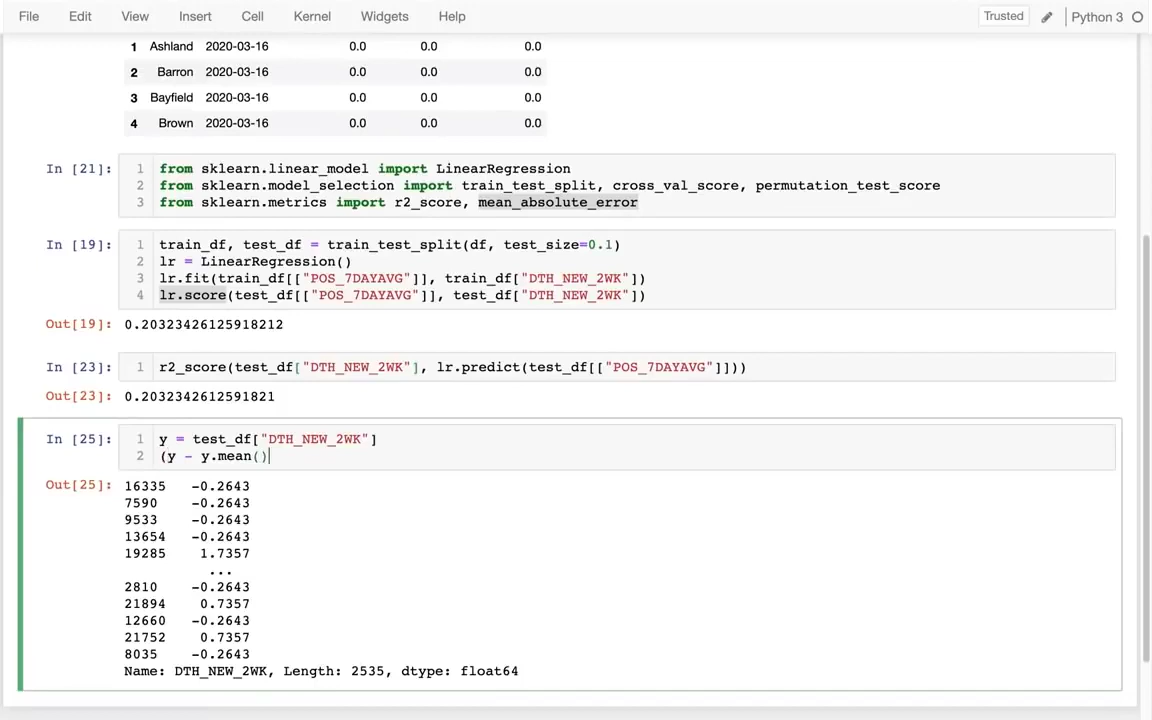 File Edit View Insert Cell Kernel Widgets Help Trusted Python 3
1 Ashland 2020-03-16 0.0 0.0 0.0
2 Barron 2020-03-16 0.0 0.0 0.0
3 Bayfield 2020-03-16 0.0 0.0 0.0
4 Brown 2020-03-16 0.0 0.0 0.0
In [21]: 1 from sklearn.linear_model import LinearRegression
2 from sklearn.model_selection import train_test_split, cross_val_score, permutation_test_score
3 from sklearn.metrics import r2_score, mean_absolute_error
In [19]: 1 train_df, test_df = train_test_split(df, test_size=0.1)
2 lr = LinearRegression()
3 lr.fit(train_df[["POS_7DAYAVG"]], train_df["DTH_NEW_2WK"])
4 lr.score(test_df[["POS_7DAYAVG"]], test_df["DTH_NEW_2WK"])
Out[19]: 0.20323426125918212
In [23]: 1 r2_score(test_df["DTH_NEW_2WK"], lr.predict(test_df[["POS_7DAYAVG"]]))
Out[23]: 0.2032342612591821
In [25]: 1 y = test_df["DTH_NEW_2WK"]
2 (y - y.mean()
Out[25]: 16335 -0.2643
7590 -0.2643
9533 -0.2643
13654 -0.2643
19285 1.7357
...
2810 -0.2643
21894 0.7357
12660 -0.2643
21752 0.7357
8035 -0.2643
Name: DTH_NEW_2WK, Length: 2535, dtype: float64